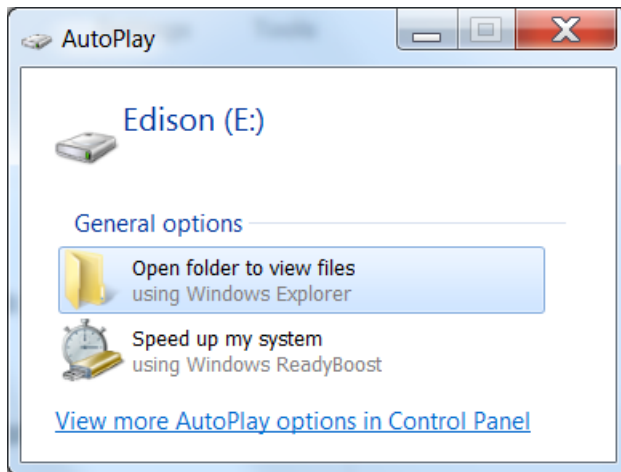 AutoPlay
Edison (E:)
General options
Open folder to view files
using Windows Explorer
Speed up my system
using Windows ReadyBoost
View more AutoPlay options in Control Panel